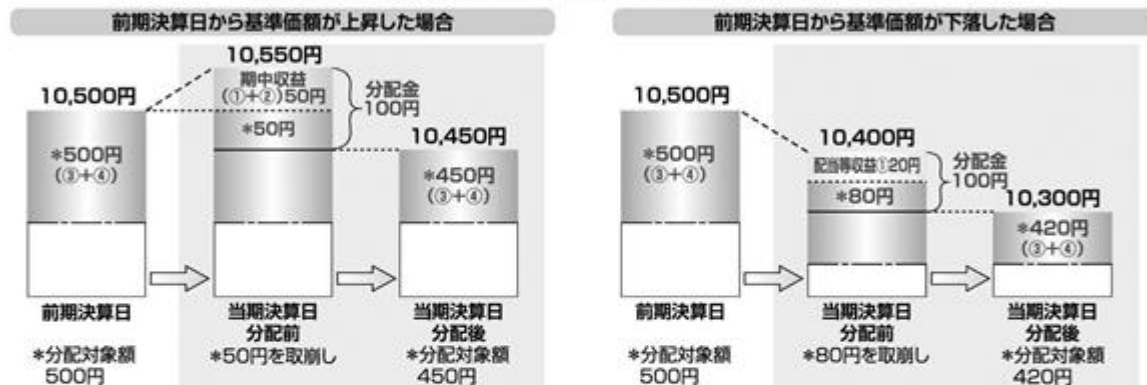 前期決算日から基準価額が上昇した場合
10,550円
期中収益
(①+②)50円
分配金
100円
10,500円
*50円
10,450円
*500円
(③+④)
*450円
(③+④)
前期決算日
当期決算日
分配前
当期決算日
分配後
*分配対象額
500円
*50円を取崩し
*分配対象額
450円
前期決算日から基準価額が下落した場合
10,500円
10,400円
配当等収益①20円
分配金
100円
*500円
(③+④)
*80円
10,300円
*420円
(③+④)
前期決算日
当期決算日
分配前
当期決算日
分配後
*分配対象額
500円
*80円を取崩し
*分配対象額
420円